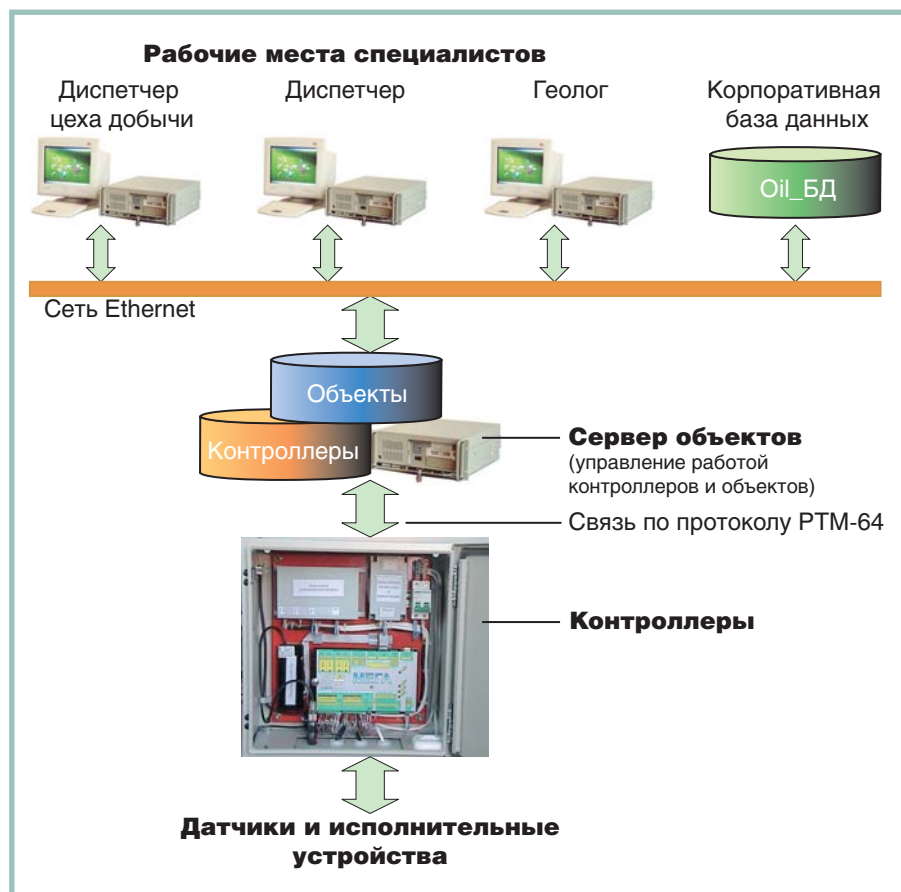 Рабочие места специалистов
Диспетчер
цеха добычи
Диспетчер
Геолог
Корпоративная
база данных
Oil_БД
Сеть Ethernet
Объекты
Контроллеры
Сервер объектов
(управление работой
контроллеров и объектов)
Связь по протоколу РТМ-64
МЕГА
Контроллеры
Датчики и исполнительные
устройства